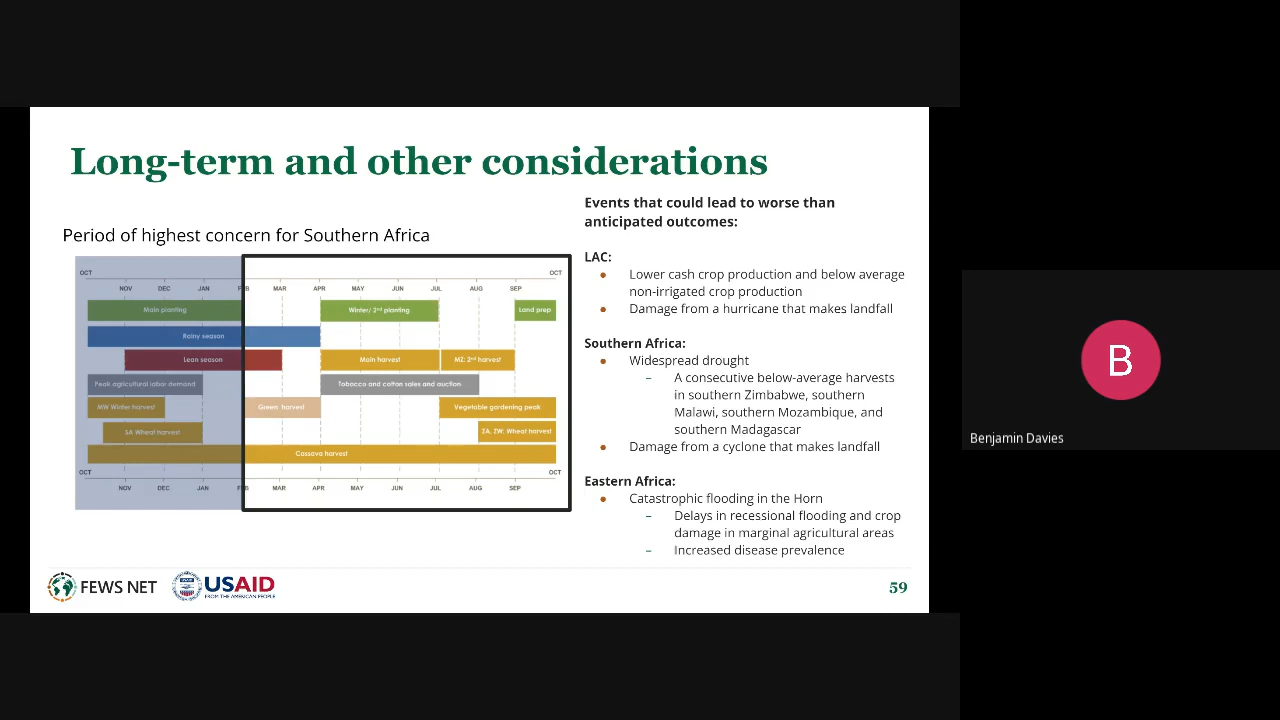 Long-term and other considerations
Period of highest concern for Southern Africa
OCT
OCT
NOV DEC JAN FEB MAR APR MAY JUN JUL AUG SEP
Main planting
Winter/ 2nd planting
Land prep
Rainy season
Lean season
Main harvest
MZ: 2nd harvest
Peak agricultural labor demand
Tobacco and cotton sales and auction
MW Winter harvest
Green harvest
Vegetable gardening peak
SA Wheat harvest
ZA, ZW: Wheat harvest
Cassava harvest
OCT
OCT
NOV DEC JAN FEB MAR APR MAY JUN JUL AUG SEP
Events that could lead to worse than
anticipated outcomes:
LAC:
● Lower cash crop production and below average
non-irrigated crop production
● Damage from a hurricane that makes landfall
Southern Africa:
● Widespread drought
– A consecutive below-average harvests
in southern Zimbabwe, southern
Malawi, southern Mozambique, and
southern Madagascar
● Damage from a cyclone that makes landfall
Eastern Africa:
● Catastrophic flooding in the Horn
– Delays in recessional flooding and crop
damage in marginal agricultural areas
– Increased disease prevalence
FEWS NET
USAID
FROM THE AMERICAN PEOPLE
59
B
Benjamin Davies